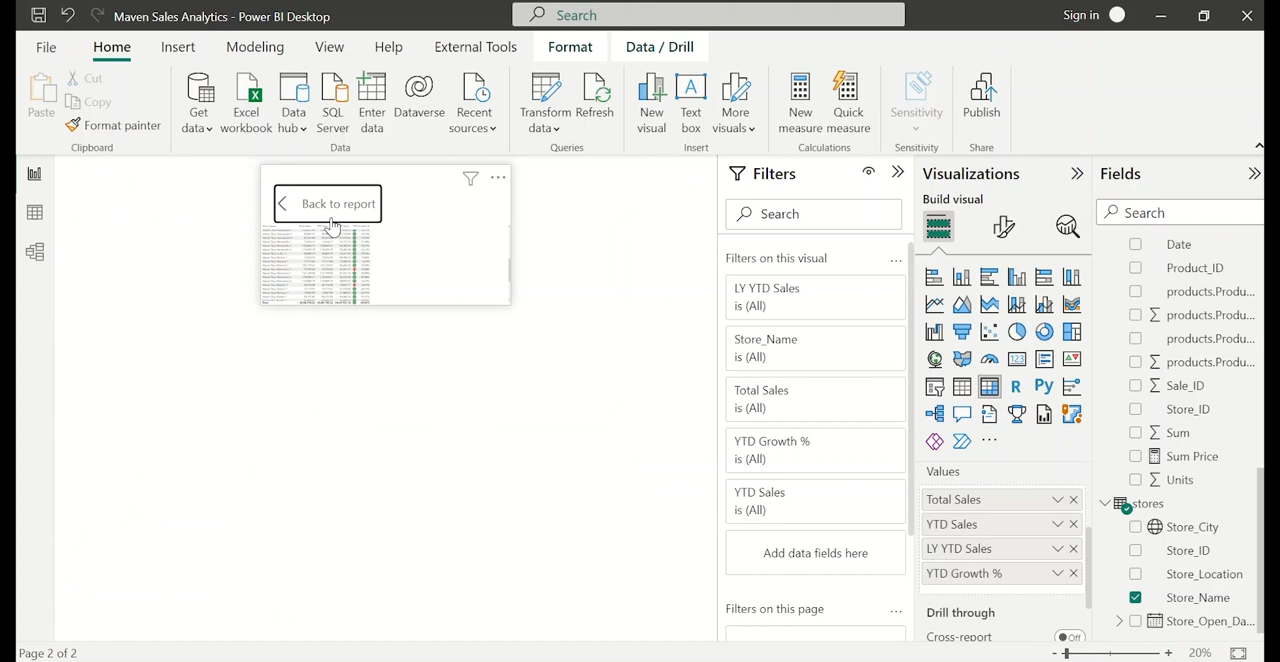 Maven Sales Analytics - Power BI Desktop
Search
Sign in
File
Home
Insert
Modeling
View
Help
External Tools
Format
Data / Drill
Paste
Cut
Copy
Format painter
Clipboard
Get data
Excel workbook
Data hub
SQL Server
Enter data
Dataverse
Recent sources
Data
Transform data
Refresh
Queries
New visual
Text box
More visuals
Insert
New measure
Quick measure
Calculations
Sensitivity
Sensitivity
Publish
Share
Back to report
Filters
Search
Filters on this visual
LY YTD Sales
is (All)
Store_Name
is (All)
Total Sales
is (All)
YTD Growth %
is (All)
YTD Sales
is (All)
Add data fields here
Filters on this page
Visualizations
Build visual
123
R
Py
Values
Total Sales
YTD Sales
LY YTD Sales
YTD Growth %
Drill through
Cross-report
Off
Fields
Search
Date
Product_ID
products.Produ...
products.Produ...
products.Produ...
products.Produ...
Sale_ID
Store_ID
Sum
Sum Price
Units
stores
Store_City
Store_ID
Store_Location
Store_Name
Store_Open_Da...
Page 2 of 2
- + 20%